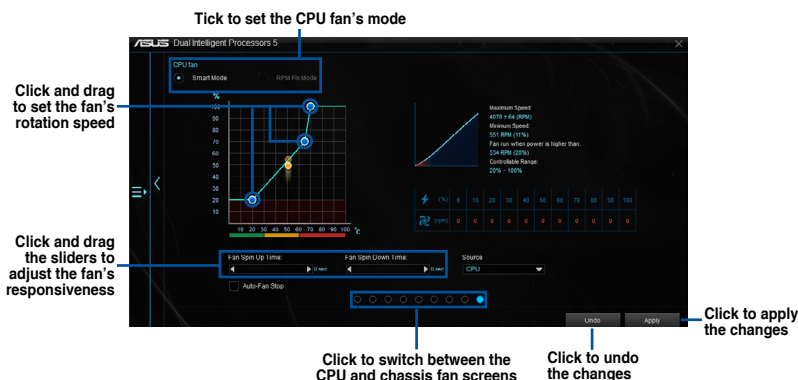 Tick to set the CPU fan's mode
ASUS Dual Intelligent Processors 5
CPU fan
Smart Mode
RPM Fix Mode
Click and drag
to set the fan's
rotation speed
%
100
90
80
70
60
50
40
30
20
10
10 20 30 40 50 60 70 80 90 100 °C
Maximum Speed:
4076 ± 64 (RPM)
Minimum Speed:
551 RPM (11%)
Fan run when power is higher than:
534 RPM (20%)
Controllable Range:
20% ~ 100%
(%) 0 10 20 30 40 50 60 70 80 90 100
(rpm) 0 0 0 0 0 0 0 0 0 0 0
Click and drag
the sliders to
adjust the fan's
responsiveness
Fan Spin Up Time:
0 sec
Fan Spin Down Time:
0 sec
Source
CPU
Auto-Fan Stop
Undo
Apply
Click to apply
the changes
Click to switch between the
CPU and chassis fan screens
Click to undo
the changes